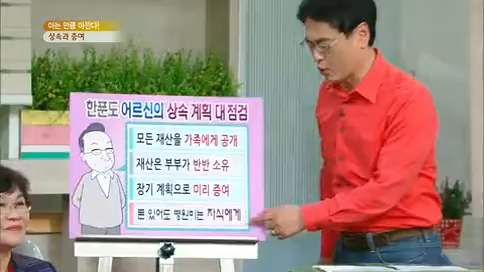 아는 만큼 이긴다!
상속과 증여
한푼도 어르신의 상속 계획 대 점검
모든 재산을 가족에게 공개
재산은 부부가 반반 소유
장기 계획으로 미리 증여
돈 있어도 병원비는 자식에게